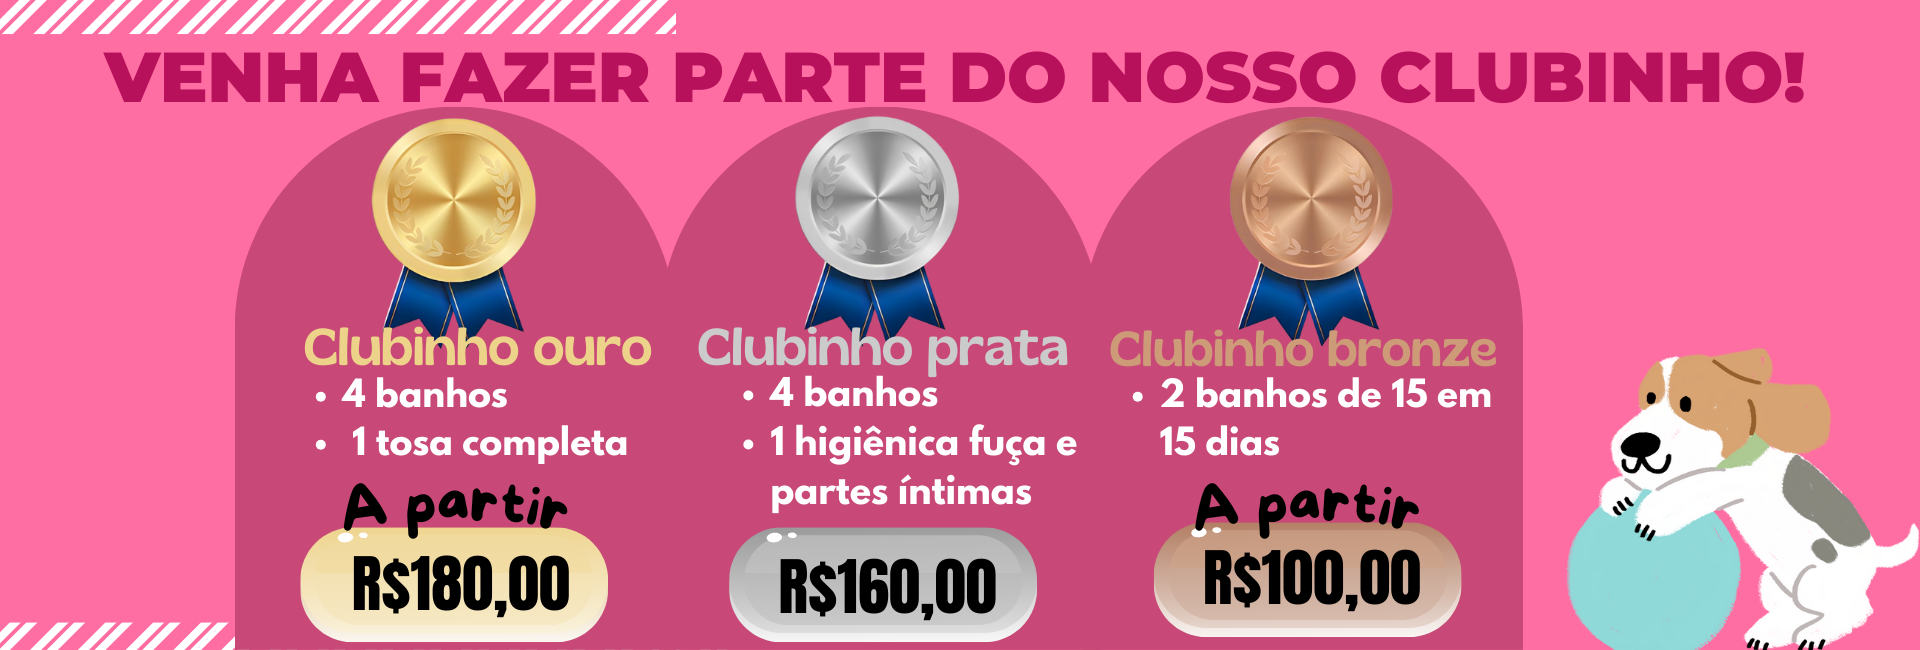 VENHA FAZER PARTE DO NOSSO CLUBINHO!
Clubinho ouro
• 4 banhos
• 1 tosa completa
A partir
R$180,00
Clubinho prata
• 4 banhos
• 1 higiênica fuça e
partes íntimas
R$160,00
Clubinho bronze
• 2 banhos de 15 em
15 dias
A partir
R$100,00